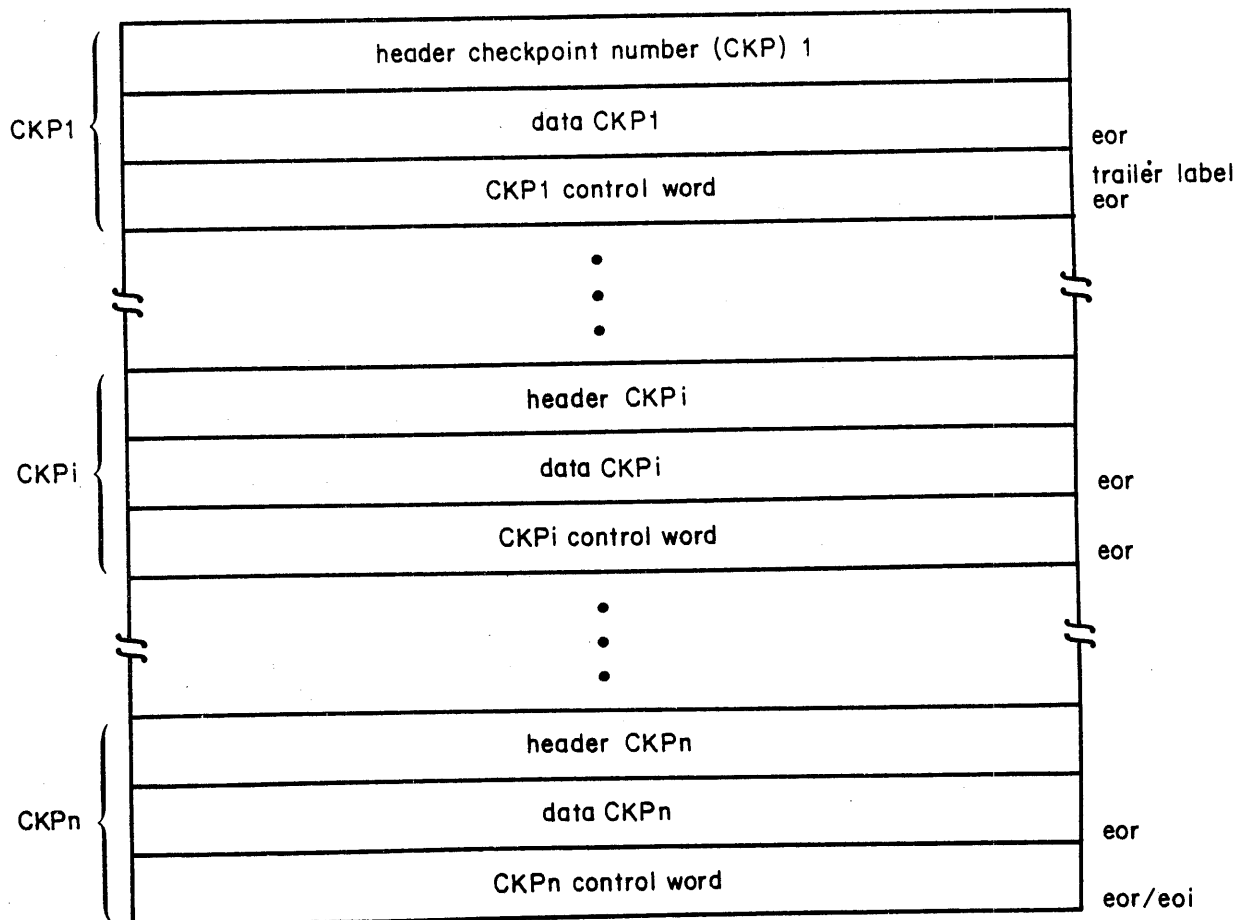 header checkpoint number (CKP) 1
CKP1
data CKP1
eor
CKP1 control word
trailer label
eor
header CKPi
CKPi
data CKPi
eor
CKPi control word
eor
header CKPn
CKPn
data CKPn
eor
CKPn control word
eor/eoi